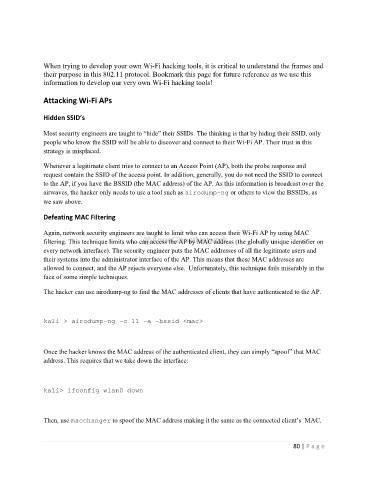 When trying to develop your own Wi-Fi hacking tools, it is critical to understand the frames and
their purpose in this 802.11 protocol. Bookmark this page for future reference as we use this
information to develop our very own Wi-Fi hacking tools!
Attacking Wi-Fi APs
Hidden SSID's
Most security engineers are taught to “hide” their SSIDs. The thinking is that by hiding their SSID, only
people who know the SSID will be able to discover and connect to their Wi-Fi AP. Their trust in this
strategy is misplaced.
Whenever a legitimate client tries to connect to an Access Point (AP), both the probe response and
request contain the SSID of the access point. In addition, generally, you do not need the SSID to connect
to the AP, if you have the BSSID (the MAC address) of the AP. As this information is broadcast over the
airwaves, the hacker only needs to use a tool such as airodump-ng or others to view the BSSIDs, as
we saw above.
Defeating MAC Filtering
Again, network security engineers are taught to limit who can access their Wi-Fi AP by using MAC
filtering. This technique limits who can access the AP by MAC address (the globally unique identifier on
every network interface). The security engineer puts the MAC addresses of all the legitimate users and
their systems into the administrator interface of the AP. This means that these MAC addresses are
allowed to connect, and the AP rejects everyone else. Unfortunately, this technique fails miserably in the
face of some simple techniques.
The hacker can use airodump-ng to find the MAC addresses of clients that have authenticated to the AP.
kali > airodump-ng -c 11 -a -bssid <mac>
Once the hacker knows the MAC address of the authenticated client, they can simply “spoof” that MAC
address. This requires that we take down the interface:
kali> ifconfig wlan0 down
Then, use macchanger to spoof the MAC address making it the same as the connected client’s MAC.
80 | P a g e